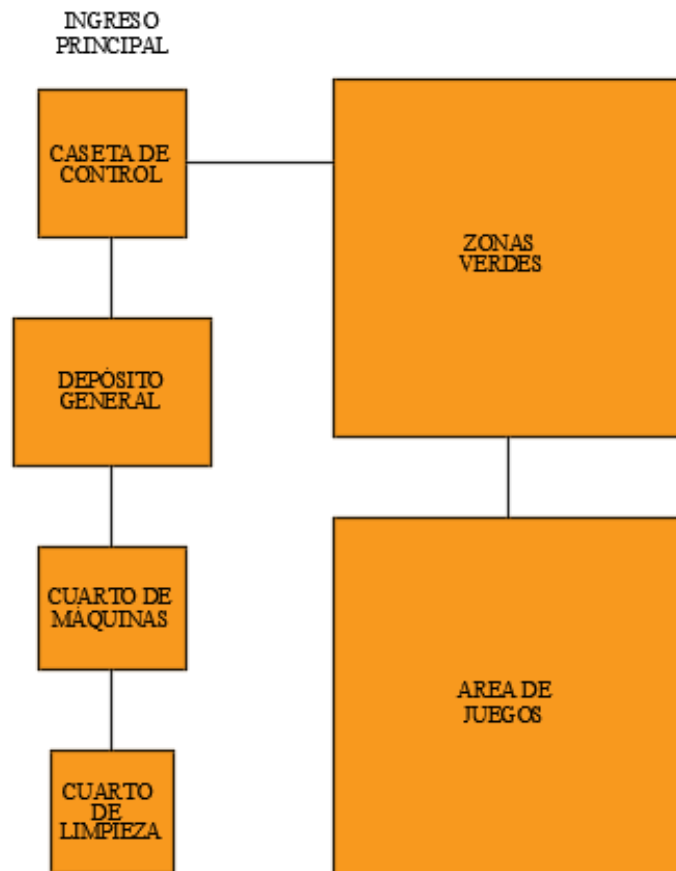 INGRESO
PRINCIPAL
CASETA DE
CONTROL
ZONAS
VERDES
DEPÓSITO
GENERAL
CUARTO DE
MÁQUINAS
AREA DE
JUEGOS
CUARTO
DE
LIMPIEZA